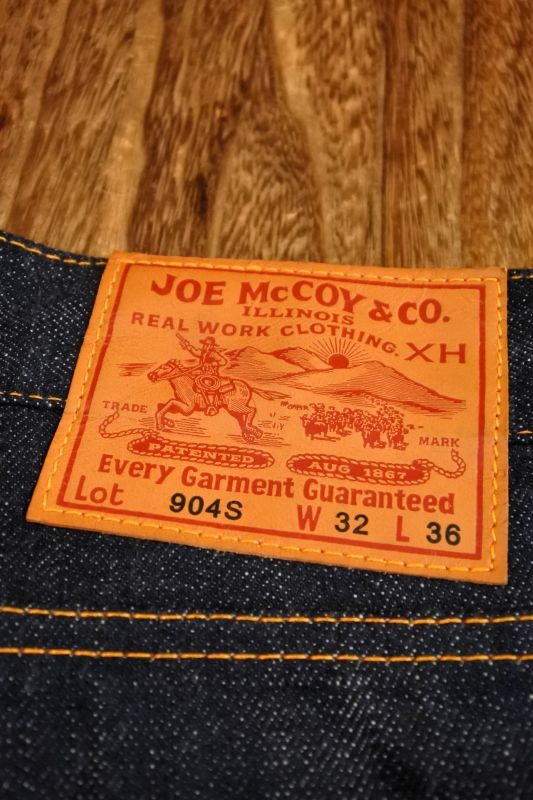 JOE McCOY & CO.
ILLINOIS
REAL WORK CLOTHING. XH
TRADE MARK
PATENTED AUG. 1867
Every Garment Guaranteed
Lot 904S W 32 L 36